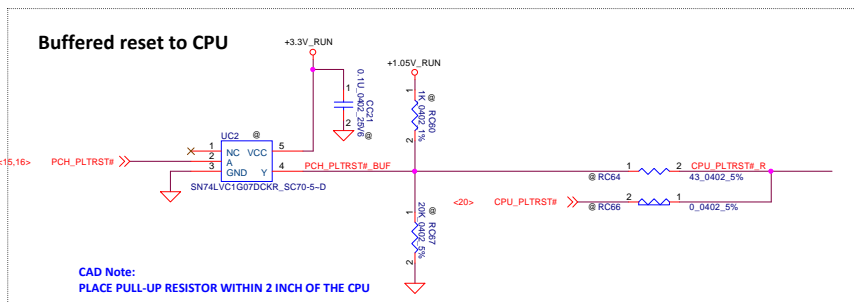 Buffered reset to CPU
+3.3V_RUN
+1.05V_RUN
1
2
0.1U_0402_25V6
CC21
@
1
2
1K_0402_1%
RC60
@
UC2 @
<15,16> PCH_PLTRST#
1 NC VCC 5
2 A
3 GND Y 4
PCH_PLTRST#_BUF
SN74LVC1G07DCKR_SC70-5~D
@ RC64 1 2 CPU_PLTRST#_R
43_0402_5%
<20> CPU_PLTRST#
@ RC66 2 1 0_0402_5%
1
2
20K_0402_5%
RC67
@
CAD Note:
PLACE PULL-UP RESISTOR WITHIN 2 INCH OF THE CPU